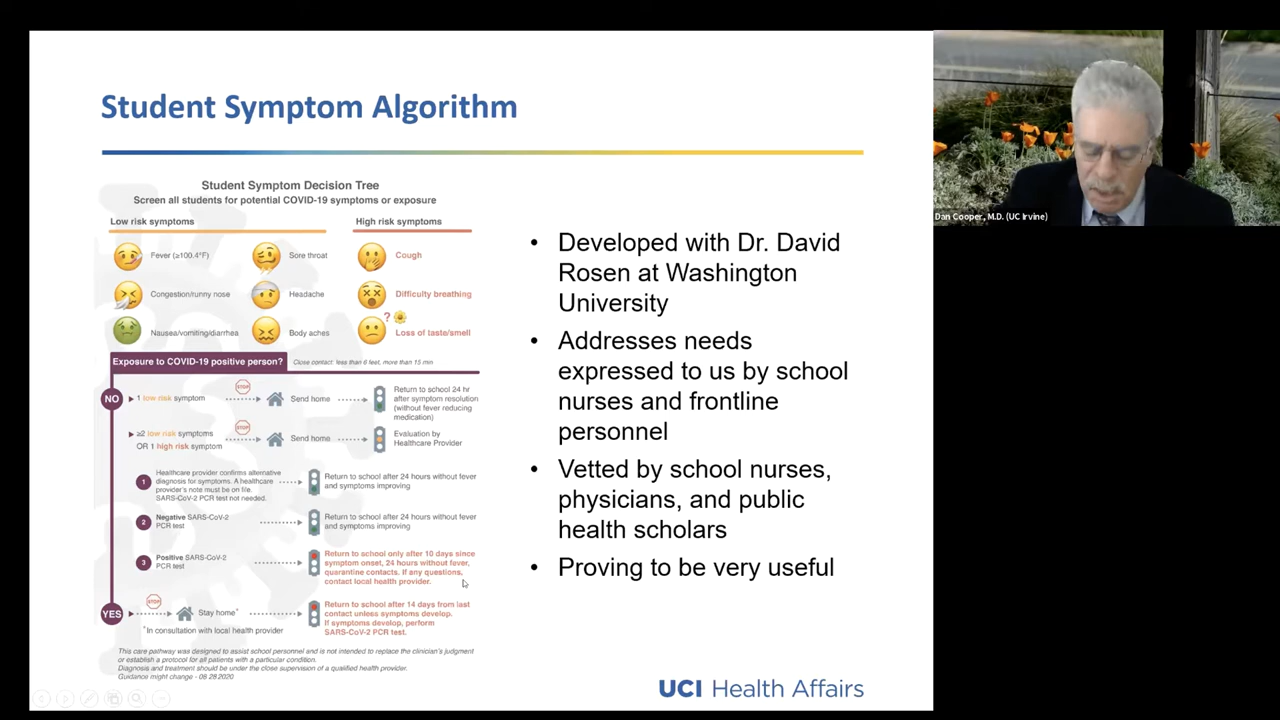 Student Symptom Algorithm
Student Symptom Decision Tree
Screen all students for potential COVID-19 symptoms or exposure
Low risk symptoms
High risk symptoms
Fever (≥100.4°F)
Sore throat
Cough
Congestion/runny nose
Headache
Difficulty breathing
?
Nausea/vomiting/diarrhea
Body aches
Loss of taste/smell
Exposure to COVID-19 positive person?
Close contact: less than 6 feet, more than 15 min
NO
1 low risk symptom
STOP
Send home
Return to school 24 hr
after symptom resolution
(without fever reducing
medication)
≥2 low risk symptoms
OR 1 high risk symptom
STOP
Send home
Evaluation by
Healthcare Provider
1
Healthcare provider confirms alternative
diagnosis for symptoms. A healthcare
provider's note must be on file.
SARS-CoV-2 PCR test not needed.
Return to school after 24 hours without fever
and symptoms improving
2
Negative SARS-CoV-2
PCR test
Return to school after 24 hours without fever
and symptoms improving
3
Positive SARS-CoV-2
PCR test
Return to school only after 10 days since
symptom onset, 24 hours without fever,
quarantine contacts. If any questions,
contact local health provider.
YES
STOP
Stay home*
*In consultation with local health provider
Return to school after 14 days from last
contact unless symptoms develop.
If symptoms develop, perform
SARS-CoV-2 PCR test.
This care pathway was designed to assist school personnel and is not intended to replace the clinician's judgment
or establish a protocol for all patients with a particular condition.
Diagnosis and treatment should be under the close supervision of a qualified health provider.
Guidance might change - 08 28 2020
• Developed with Dr. David
Rosen at Washington
University
• Addresses needs
expressed to us by school
nurses and frontline
personnel
• Vetted by school nurses,
physicians, and public
health scholars
• Proving to be very useful
UCI Health Affairs
Dan Cooper, M.D. (UC Irvine)